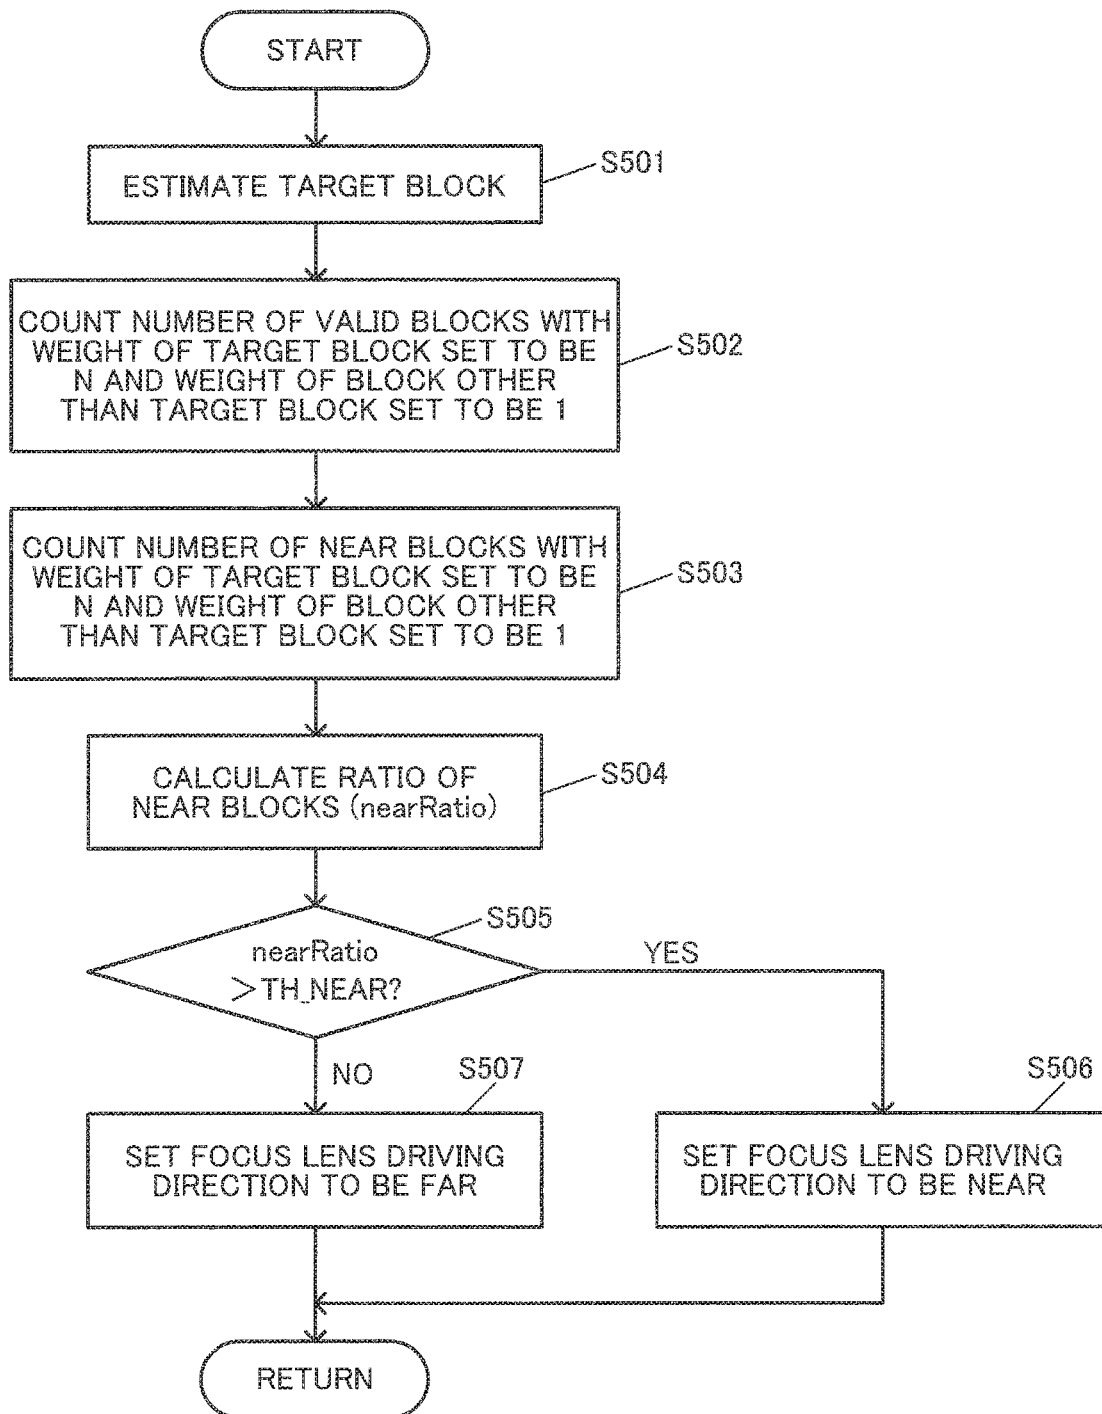 START
ESTIMATE TARGET BLOCK
S501
COUNT NUMBER OF VALID BLOCKS WITH
WEIGHT OF TARGET BLOCK SET TO BE
N AND WEIGHT OF BLOCK OTHER
THAN TARGET BLOCK SET TO BE 1
S502
COUNT NUMBER OF NEAR BLOCKS WITH
WEIGHT OF TARGET BLOCK SET TO BE
N AND WEIGHT OF BLOCK OTHER
THAN TARGET BLOCK SET TO BE 1
S503
CALCULATE RATIO OF
NEAR BLOCKS (nearRatio)
S504
nearRatio
>TH_NEAR?
S505
YES
NO
S507
SET FOCUS LENS DRIVING
DIRECTION TO BE FAR
S506
SET FOCUS LENS DRIVING
DIRECTION TO BE NEAR
RETURN